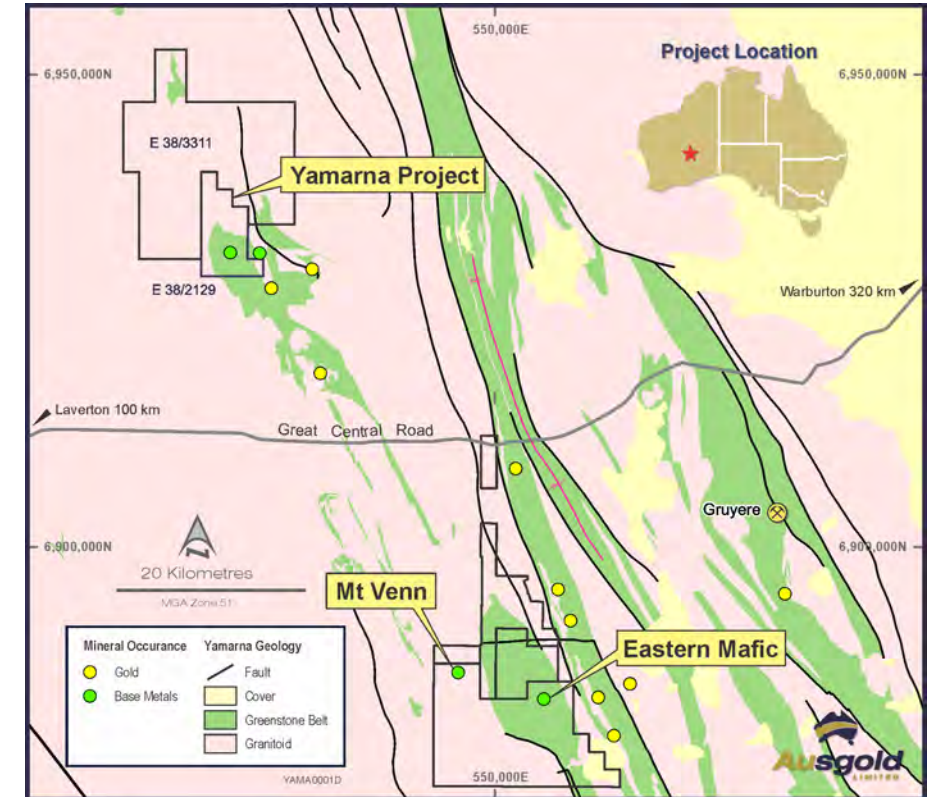 550,000E
Project Location
6,950,000N
6,950,000N
E 38/3311
Yamarna Project
E 38/2129
Warburton 320 km
Laverton 100 km
Great Central Road
Gruyere
6,900,000N
6,900,000N
20 Kilometres
MGA Zone 51
Mt Venn
Eastern Mafic
Mineral Occurance
Yamarna Geology
Gold
Fault
Base Metals
Cover
Greenstone Belt
Granitoid
YAMA0001D
550,000E
Ausgold
LIMITED